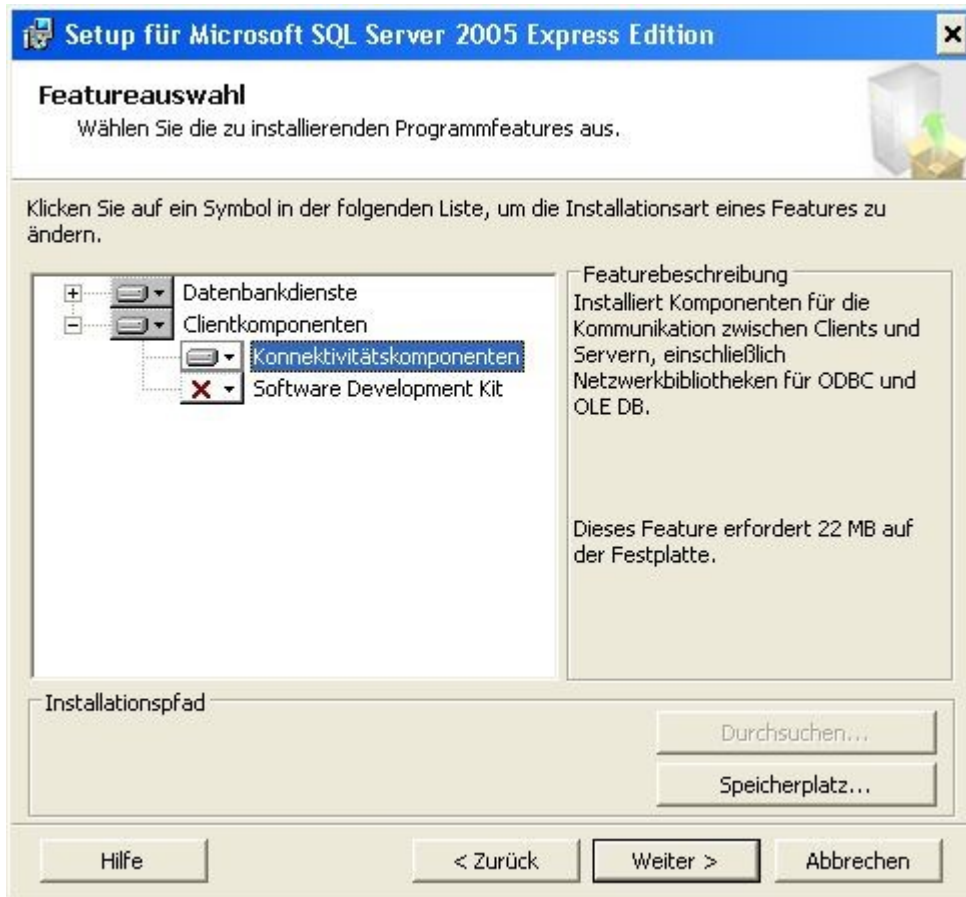 Setup für Microsoft SQL Server 2005 Express Edition
Featureauswahl
Wählen Sie die zu installierenden Programmfeatures aus.
Klicken Sie auf ein Symbol in der folgenden Liste, um die Installationsart eines Features zu
ändern.
Datenbankdienste
Clientkomponenten
Konnektivitätskomponenten
Software Development Kit
Featurebeschreibung
Installiert Komponenten für die
Kommunikation zwischen Clients und
Servern, einschließlich
Netzwerkbibliotheken für ODBC und
OLE DB.
Dieses Feature erfordert 22 MB auf
der Festplatte.
Installationspfad
Durchsuchen...
Speicherplatz...
Hilfe
< Zurück
Weiter >
Abbrechen